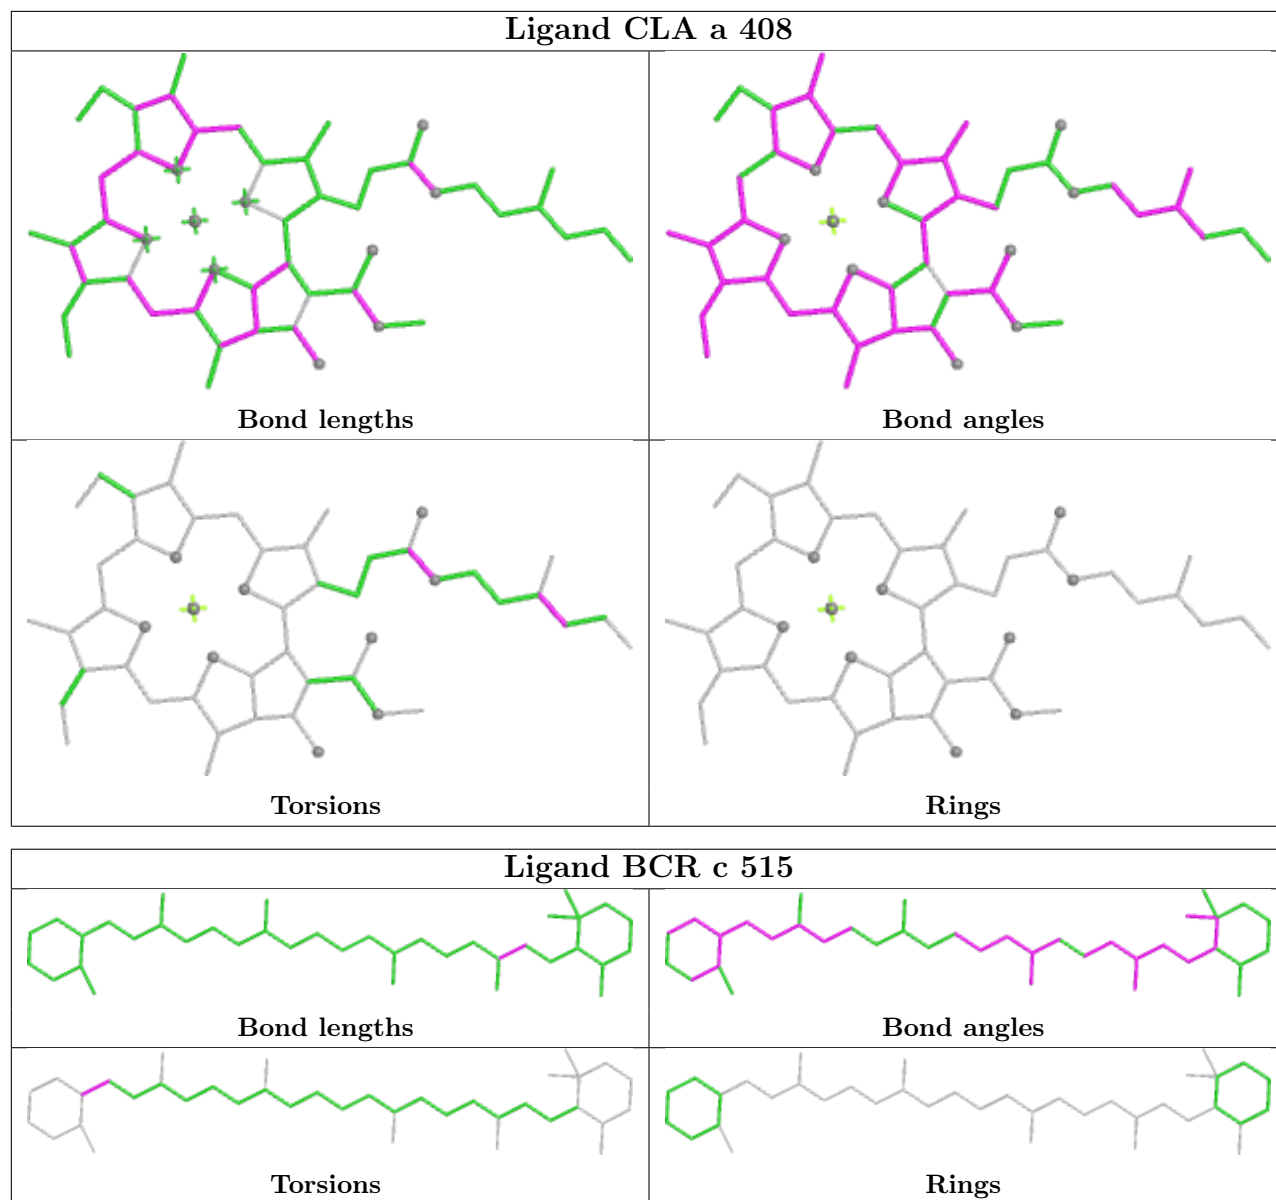 Ligand CLA a 408
Bond lengths
Bond angles
Torsions
Rings
Ligand BCR c 515
Bond lengths
Bond angles
Torsions
Rings